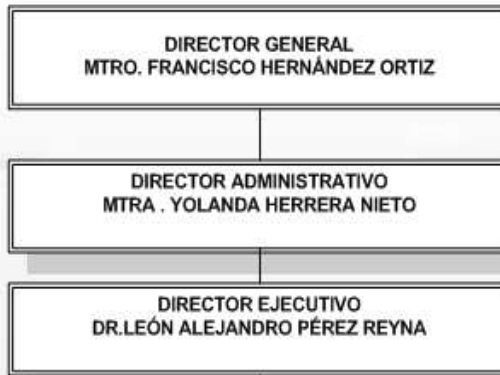 DIRECTOR GENERAL
MTRO. FRANCISCO HERNÁNDEZ ORTIZ
DIRECTOR ADMINISTRATIVO
MTRA . YOLANDA HERRERA NIETO
DIRECTOR EJECUTIVO
DR.LEÓN ALEJANDRO PÉREZ REYNA